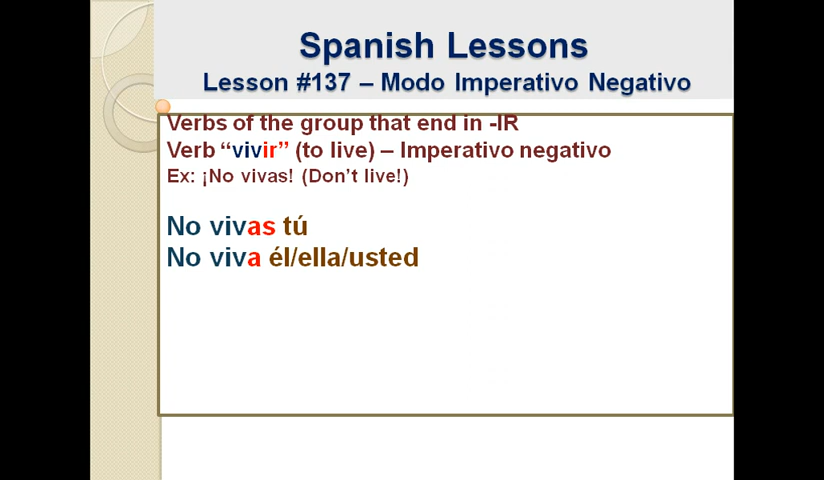 Spanish Lessons
Lesson #137 – Modo Imperativo Negativo
Verbs of the group that end in -IR
Verb “vivir” (to live) – Imperativo negativo
Ex: ¡No vivas! (Don’t live!)
No vivas tú
No viva él/ella/usted